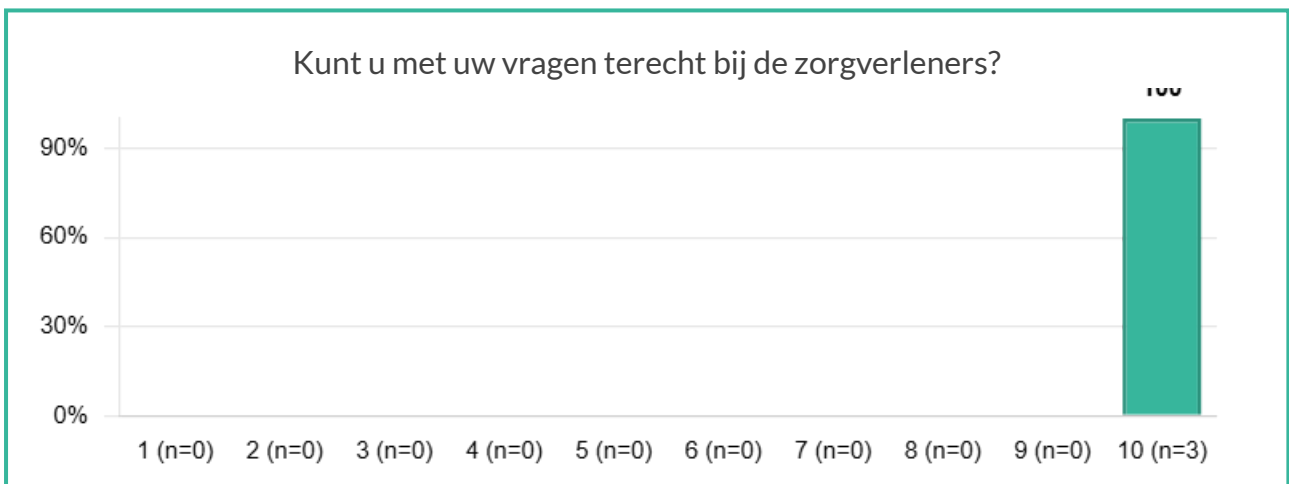 Kunt u met uw vragen terecht bij de zorgverleners?
100
90%
60%
30%
0%
1 (n=0) 2 (n=0) 3 (n=0) 4 (n=0) 5 (n=0) 6 (n=0) 7 (n=0) 8 (n=0) 9 (n=0) 10 (n=3)